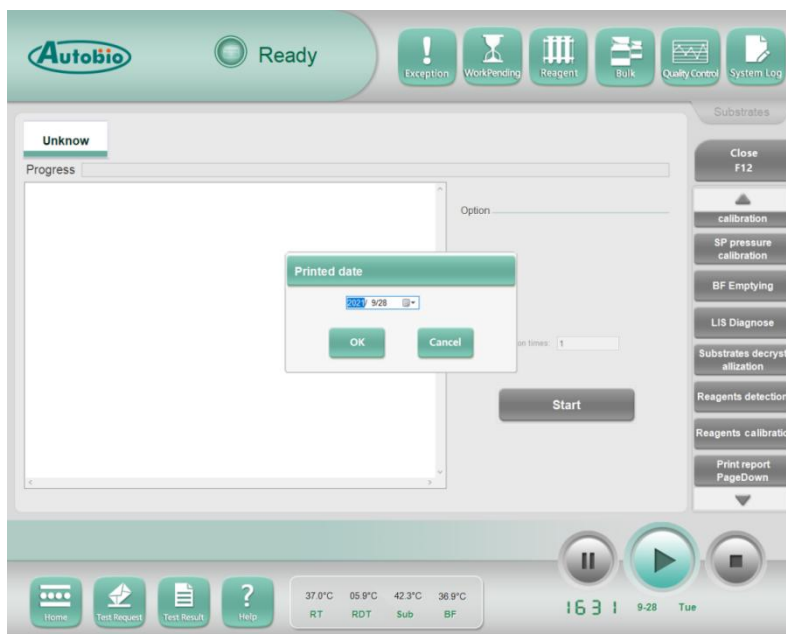 Autobio
Ready
Exception
WorkPending
Reagent
Bulk
Quality Control
System Log
Substrates
Unknow
Progress
Close
F12
calibration
Option
SP pressure
calibration
Printed date
BF Emptying
2021/ 9/28
LIS Diagnose
OK
Cancel
on times: 1
Substrates decryst
allization
Reagents detection
Start
Reagents calibratio
Print report
PageDown
Home
Test Request
Test Result
Help
37.0°C 05.9°C 42.3°C 36.9°C
RT RDT Sub BF
1631 9-28 Tue